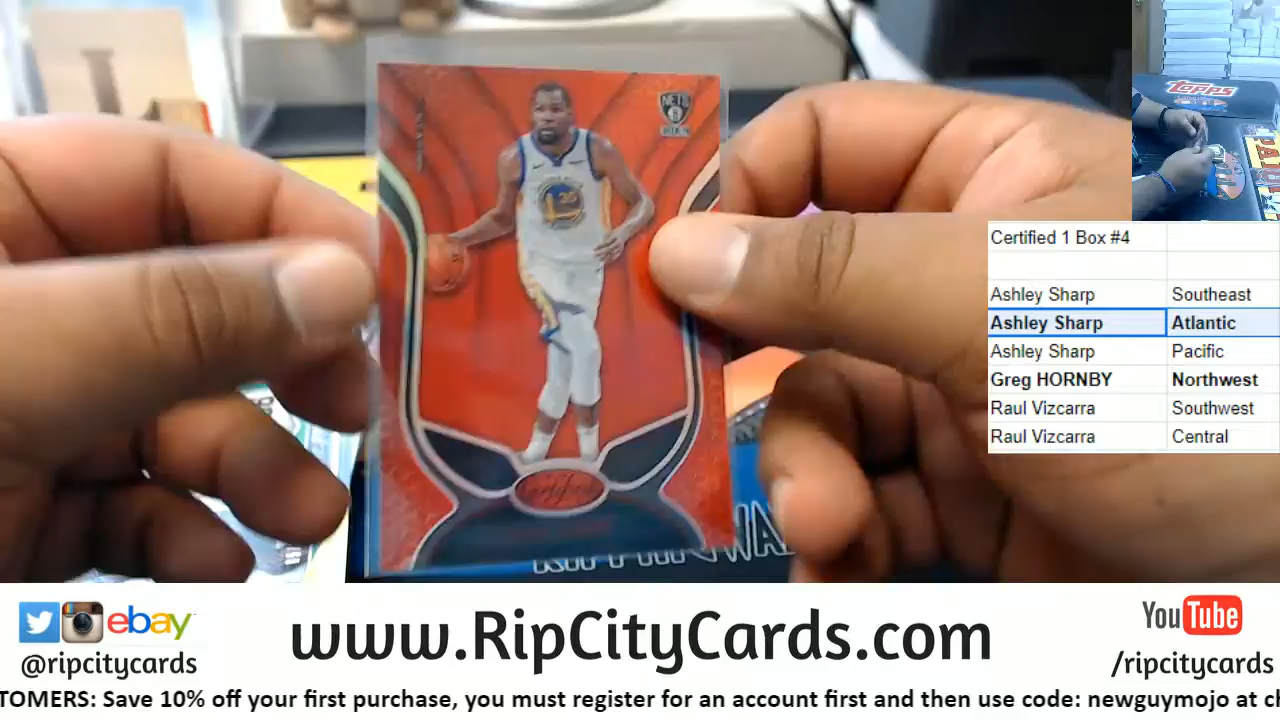 NETS
B
Certified
TOPPS
Certified 1 Box #4
Ashley Sharp Southeast
Ashley Sharp Atlantic
Ashley Sharp Pacific
Greg HORNBY Northwest
Raul Vizcarra Southwest
Raul Vizcarra Central
ebay
@ripcitycards
www.RipCityCards.com
YouTube
/ripcitycards
TOMERS: Save 10% off your first purchase, you must register for an account first and then use code: newguymojo at ch